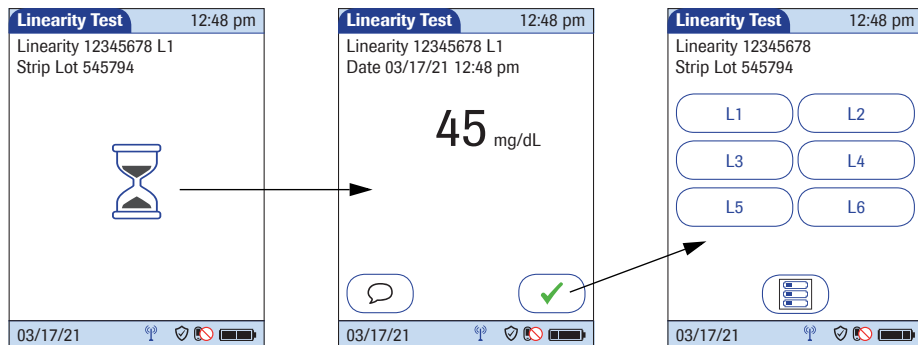 Linearity Test 12:48 pm
Linearity 12345678 L1
Strip Lot 545794
03/17/21
Linearity Test 12:48 pm
Linearity 12345678 L1
Date 03/17/21 12:48 pm
45 mg/dL
03/17/21
Linearity Test 12:48 pm
Linearity 12345678
Strip Lot 545794
L1 L2
L3 L4
L5 L6
03/17/21